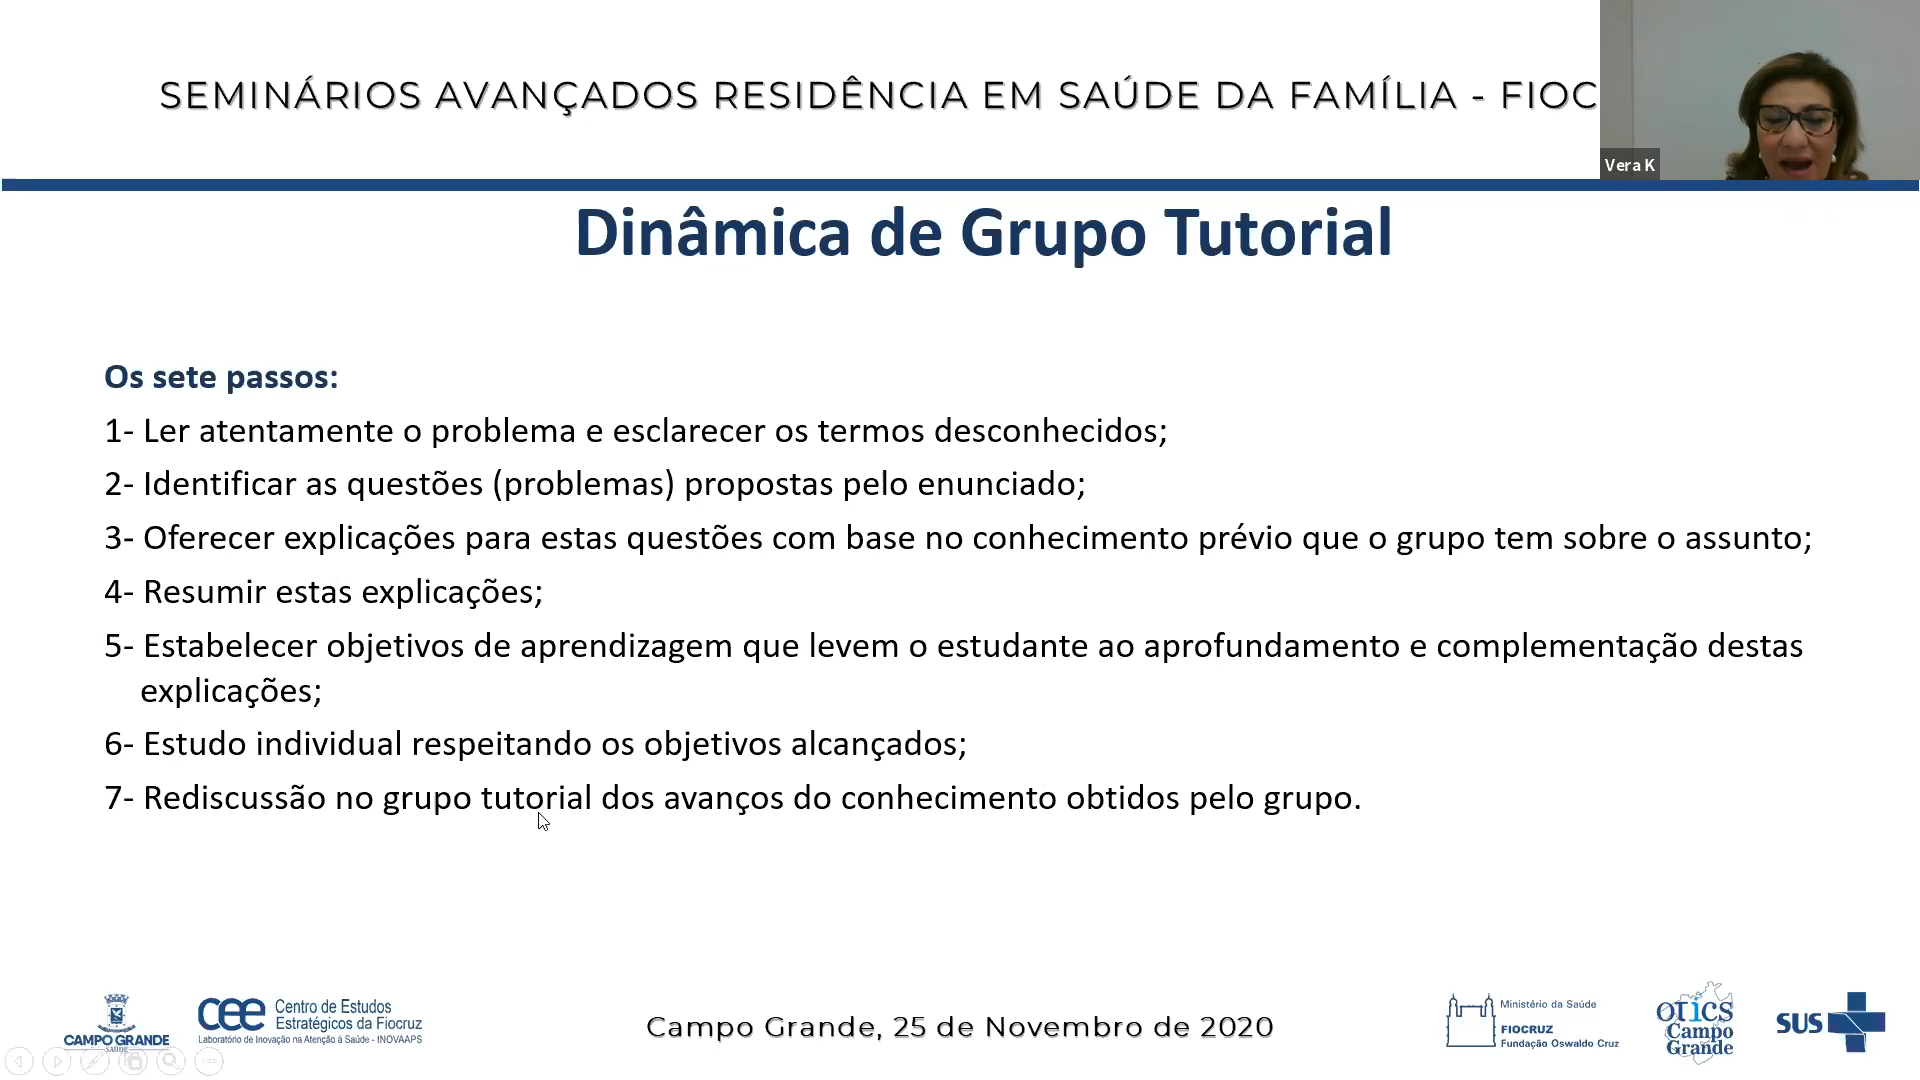 SEMINÁRIOS AVANÇADOS RESIDÊNCIA EM SAÚDE DA FAMÍLIA - FIOC
Vera K
Dinâmica de Grupo Tutorial
Os sete passos:
1- Ler atentamente o problema e esclarecer os termos desconhecidos;
2- Identificar as questões (problemas) propostas pelo enunciado;
3- Oferecer explicações para estas questões com base no conhecimento prévio que o grupo tem sobre o assunto;
4- Resumir estas explicações;
5- Estabelecer objetivos de aprendizagem que levem o estudante ao aprofundamento e complementação destas
explicações;
6- Estudo individual respeitando os objetivos alcançados;
7- Rediscussão no grupo tutorial dos avanços do conhecimento obtidos pelo grupo.
CAMPO GRANDE
SAÚDE
cee Centro de Estudos
Estratégicos da Fiocruz
Laboratório de Inovação na Atenção à Saúde - INOVAAPS
Campo Grande, 25 de Novembro de 2020
Ministério da Saúde
FIOCRUZ
Fundação Oswaldo Cruz
OTICS
Campo
Grande
SUS